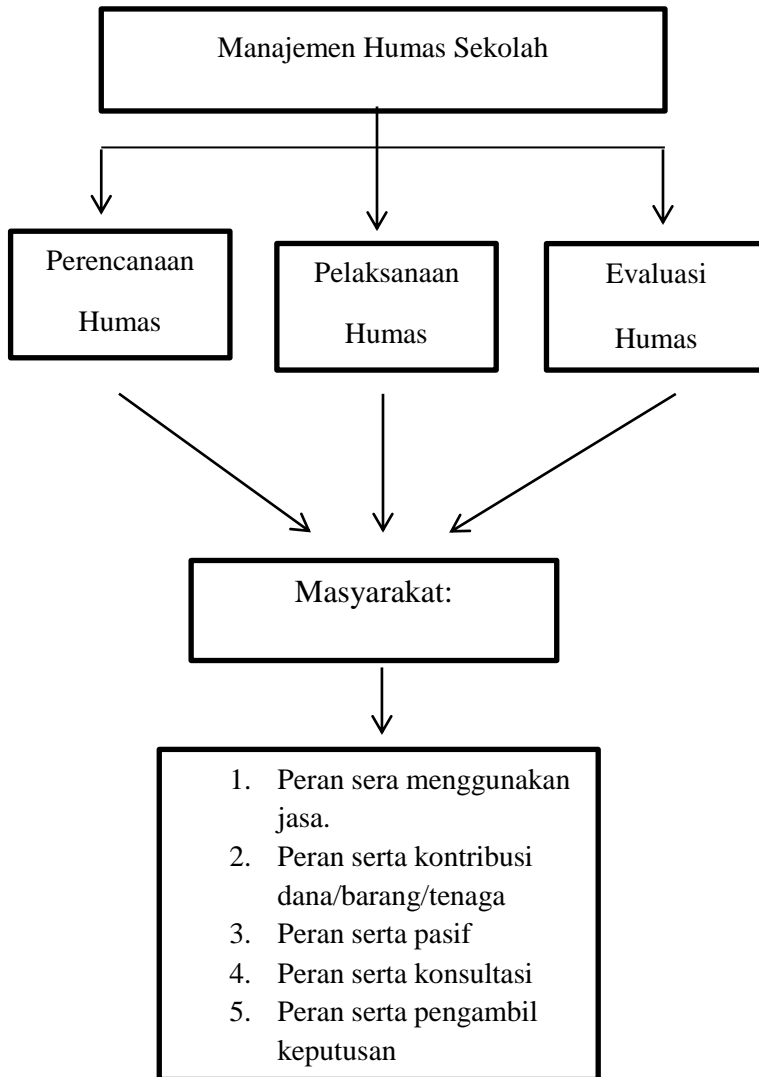 Manajemen Humas Sekolah
Perencanaan
Humas
Pelaksanaan
Humas
Evaluasi
Humas
Masyarakat:
1. Peran sera menggunakan
jasa.
2. Peran serta kontribusi
dana/barang/tenaga
3. Peran serta pasif
4. Peran serta konsultasi
5. Peran serta pengambil
keputusan